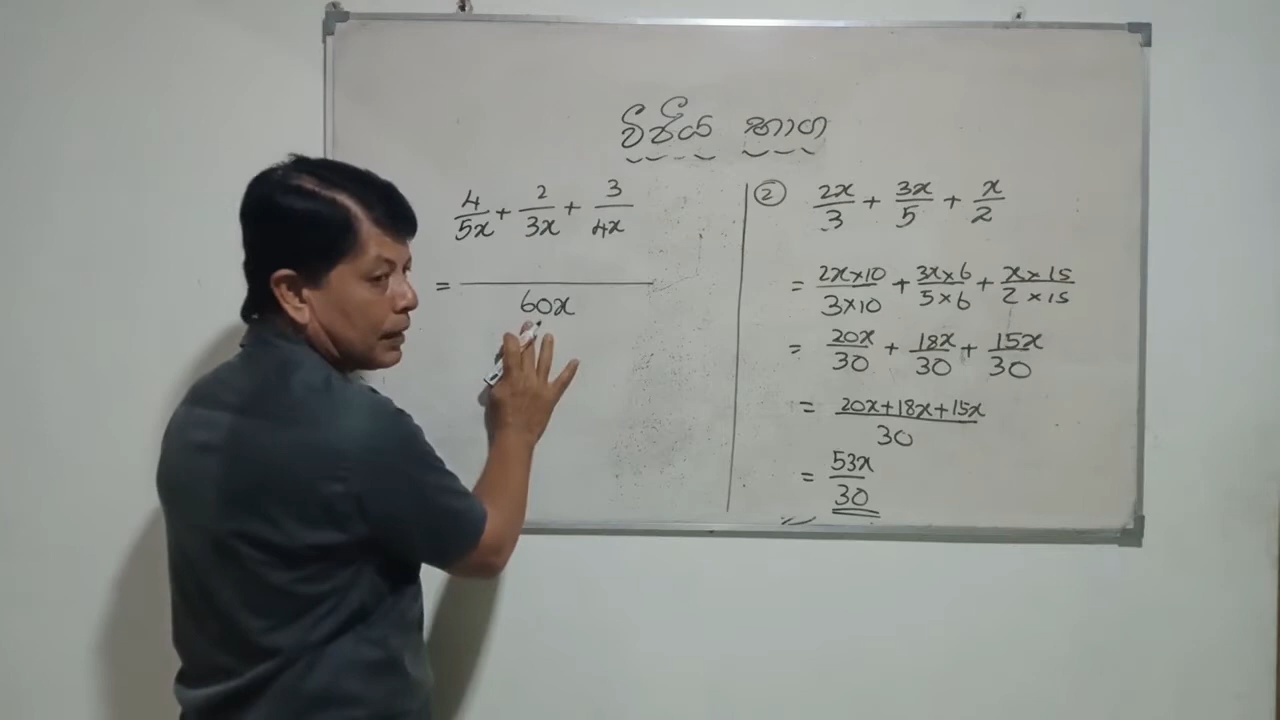 වීජීය භාග
4/5x + 2/3x + 3/4x
= /60x
② 2x/3 + 3x/5 + x/2
= 2x×10/3×10 + 3x×6/5×6 + x×15/2×15
= 20x/30 + 18x/30 + 15x/30
= 20x+18x+15x/30
= 53x/30